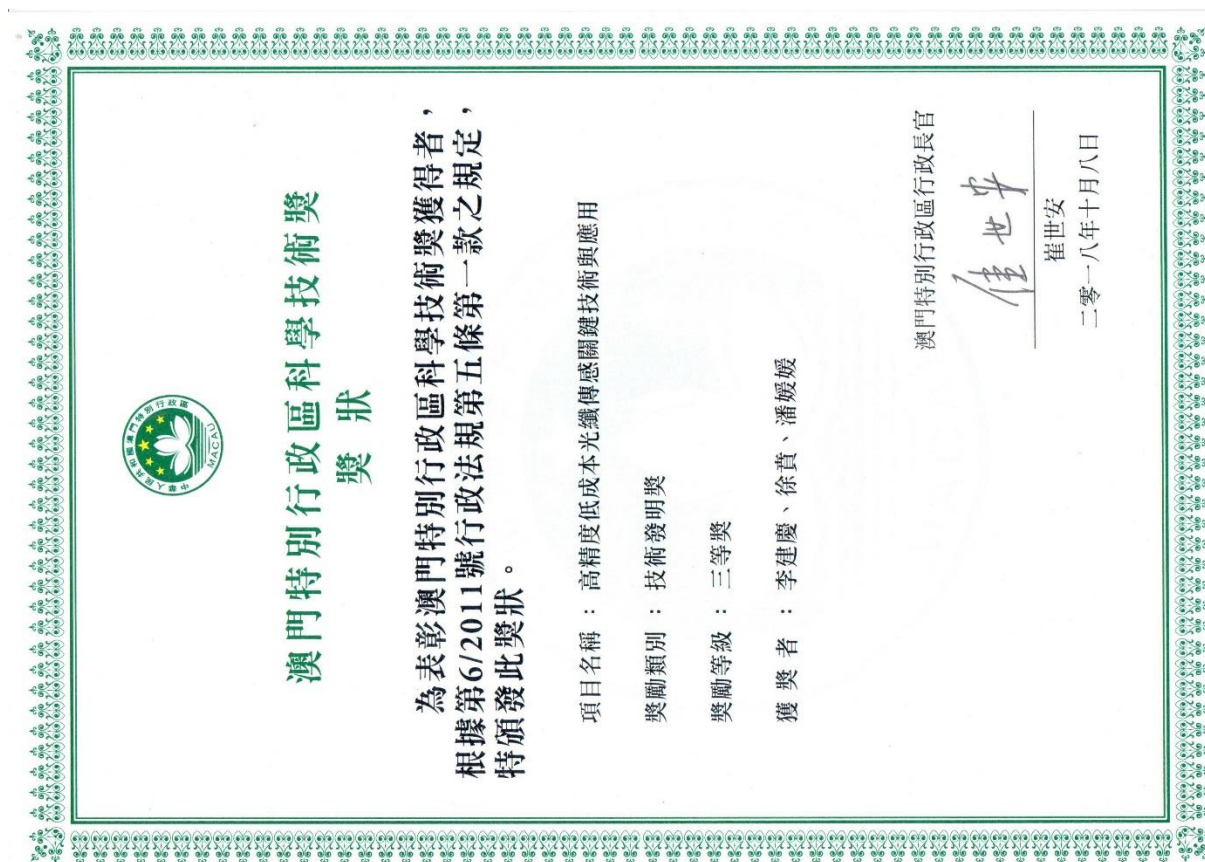 中華人民共和國澳門特別行政區
MACAU
澳門特別行政區科學技術獎
獎狀
為表彰澳門特別行政區科學技術獎獲得者，
根據第6/2011號行政法規第五條第一款之規定，
特頒發此獎狀。
項目名稱：高精度低成本光纖傳感關鍵技術與應用
獎勵類別：技術發明獎
獎勵等級：三等獎
獲獎者：李建慶、徐賁、潘媛媛
澳門特別行政區行政長官
崔世安
崔世安
二零一八年十月八日